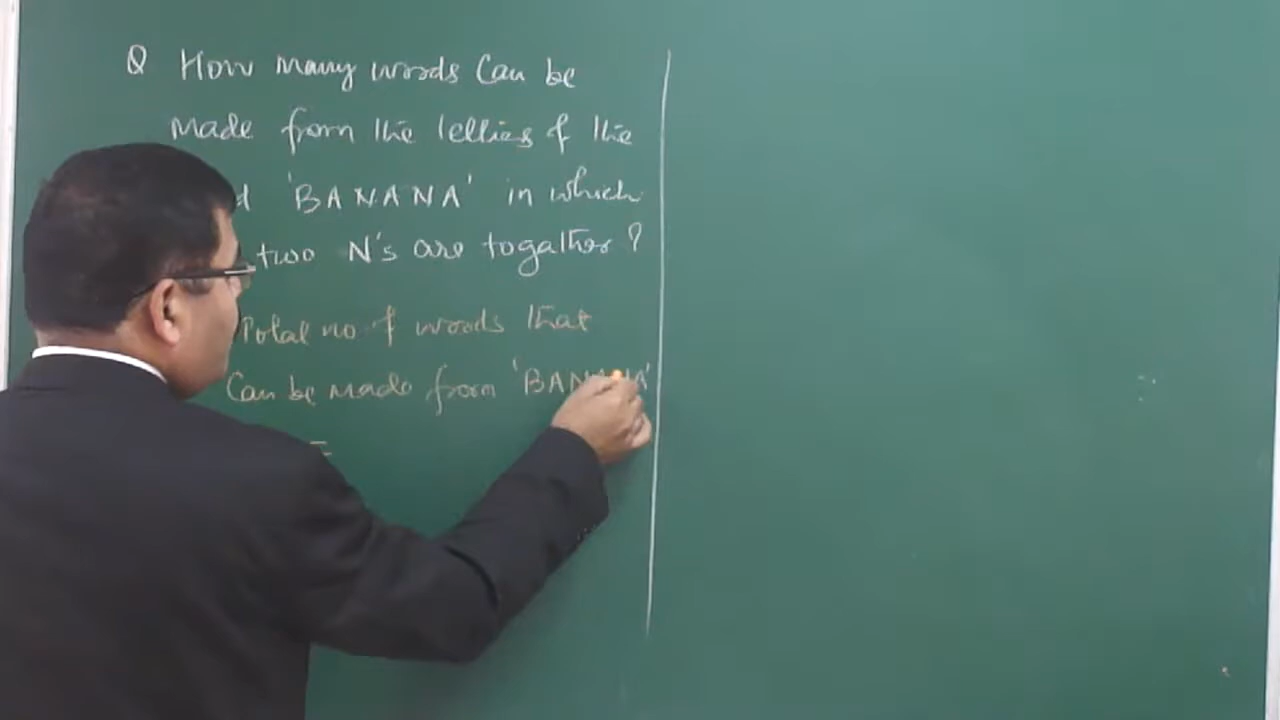 Q How many words can be
made from the letters of the
'BANANA' in which
two N's are togather ?
Total no. of words that
Can be made from 'BANANA'
=